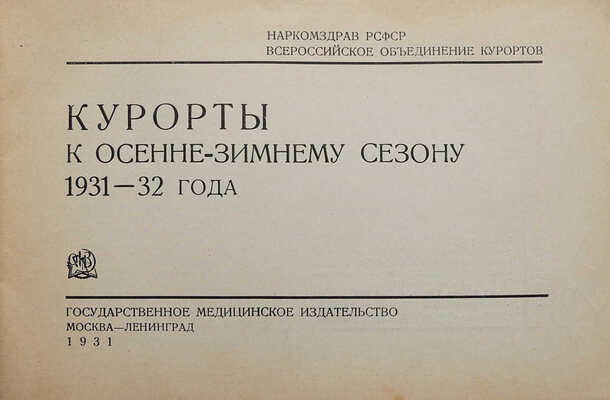 НАРКОМЗДРАВ РСФСР
ВСЕРОССИЙСКОЕ ОБЪЕДИНЕНИЕ КУРОРТОВ
КУРОРТЫ
К ОСЕННЕ-ЗИМНЕМУ СЕЗОНУ
1931—32 ГОДА
ГОСУДАРСТВЕННОЕ МЕДИЦИНСКОЕ ИЗДАТЕЛЬСТВО
МОСКВА—ЛЕНИНГРАД
1931